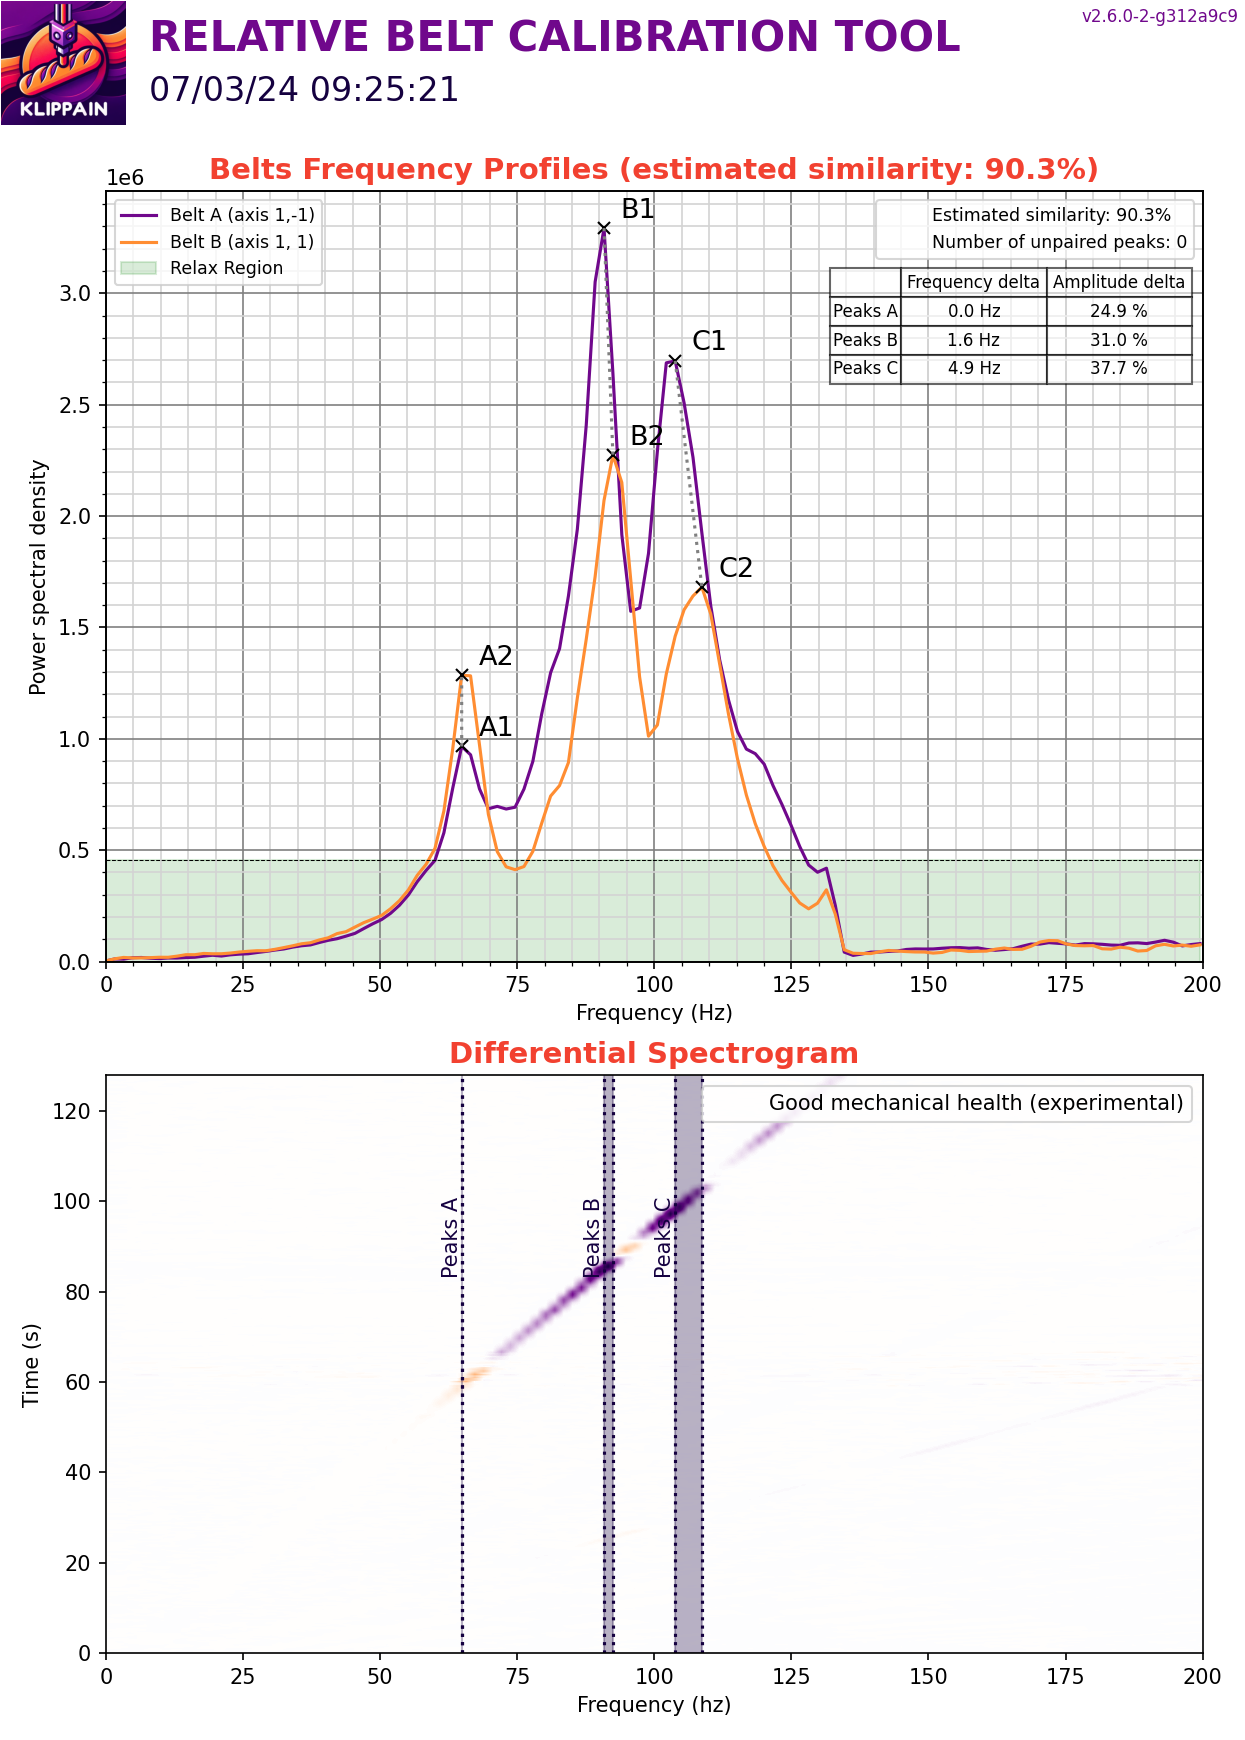 KLIPPAIN
RELATIVE BELT CALIBRATION TOOL
v2.6.0-2-g312a9c9
07/03/24 09:25:21
Belts Frequency Profiles (estimated similarity: 90.3%)
1e6
Belt A (axis 1,-1)
Belt B (axis 1, 1)
Relax Region
Estimated similarity: 90.3%
Number of unpaired peaks: 0
Frequency delta Amplitude delta
Peaks A 0.0 Hz 24.9 %
Peaks B 1.6 Hz 31.0 %
Peaks C 4.9 Hz 37.7 %
B1
C1
B2
C2
A2
A1
3.0
2.5
2.0
1.5
1.0
0.5
0.0
Power spectral density
0 25 50 75 100 125 150 175 200
Frequency (Hz)
Differential Spectrogram
Good mechanical health (experimental)
Peaks A
Peaks B
Peaks C
120
100
80
60
40
20
0
Time (s)
0 25 50 75 100 125 150 175 200
Frequency (hz)